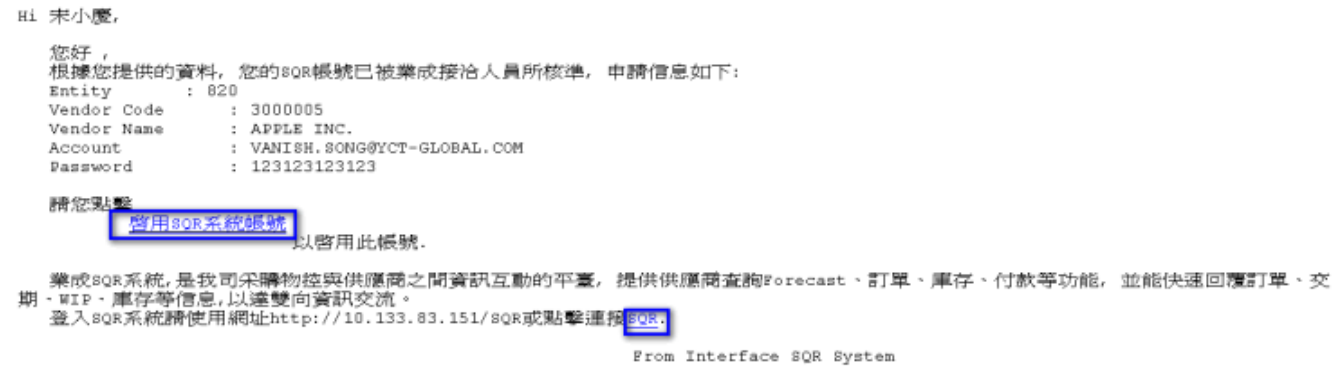 Hi 宋小慶,
您好 ,
根據您提供的資料, 您的SQR帳號已被業成接洽人員所核準, 申請信息如下:
Entity : 820
Vendor Code : 3000005
Vendor Name : APPLE INC.
Account : VANISH.SONG@YCT-GLOBAL.COM
Password : 123123123123
請您點擊
啓用SQR系統帳號
以啓用此帳號.
業成SQR系統,是我司采購物控與供應商之間資訊互動的平臺, 提供供應商查詢Forecast、訂單、庫存、付款等功能, 並能快速回覆訂單、交
期、WIP、庫存等信息,以達雙向資訊交流。
登入SQR系統請使用網址http://10.133.83.151/SQR或點擊連接SQR.
From Interface SQR System